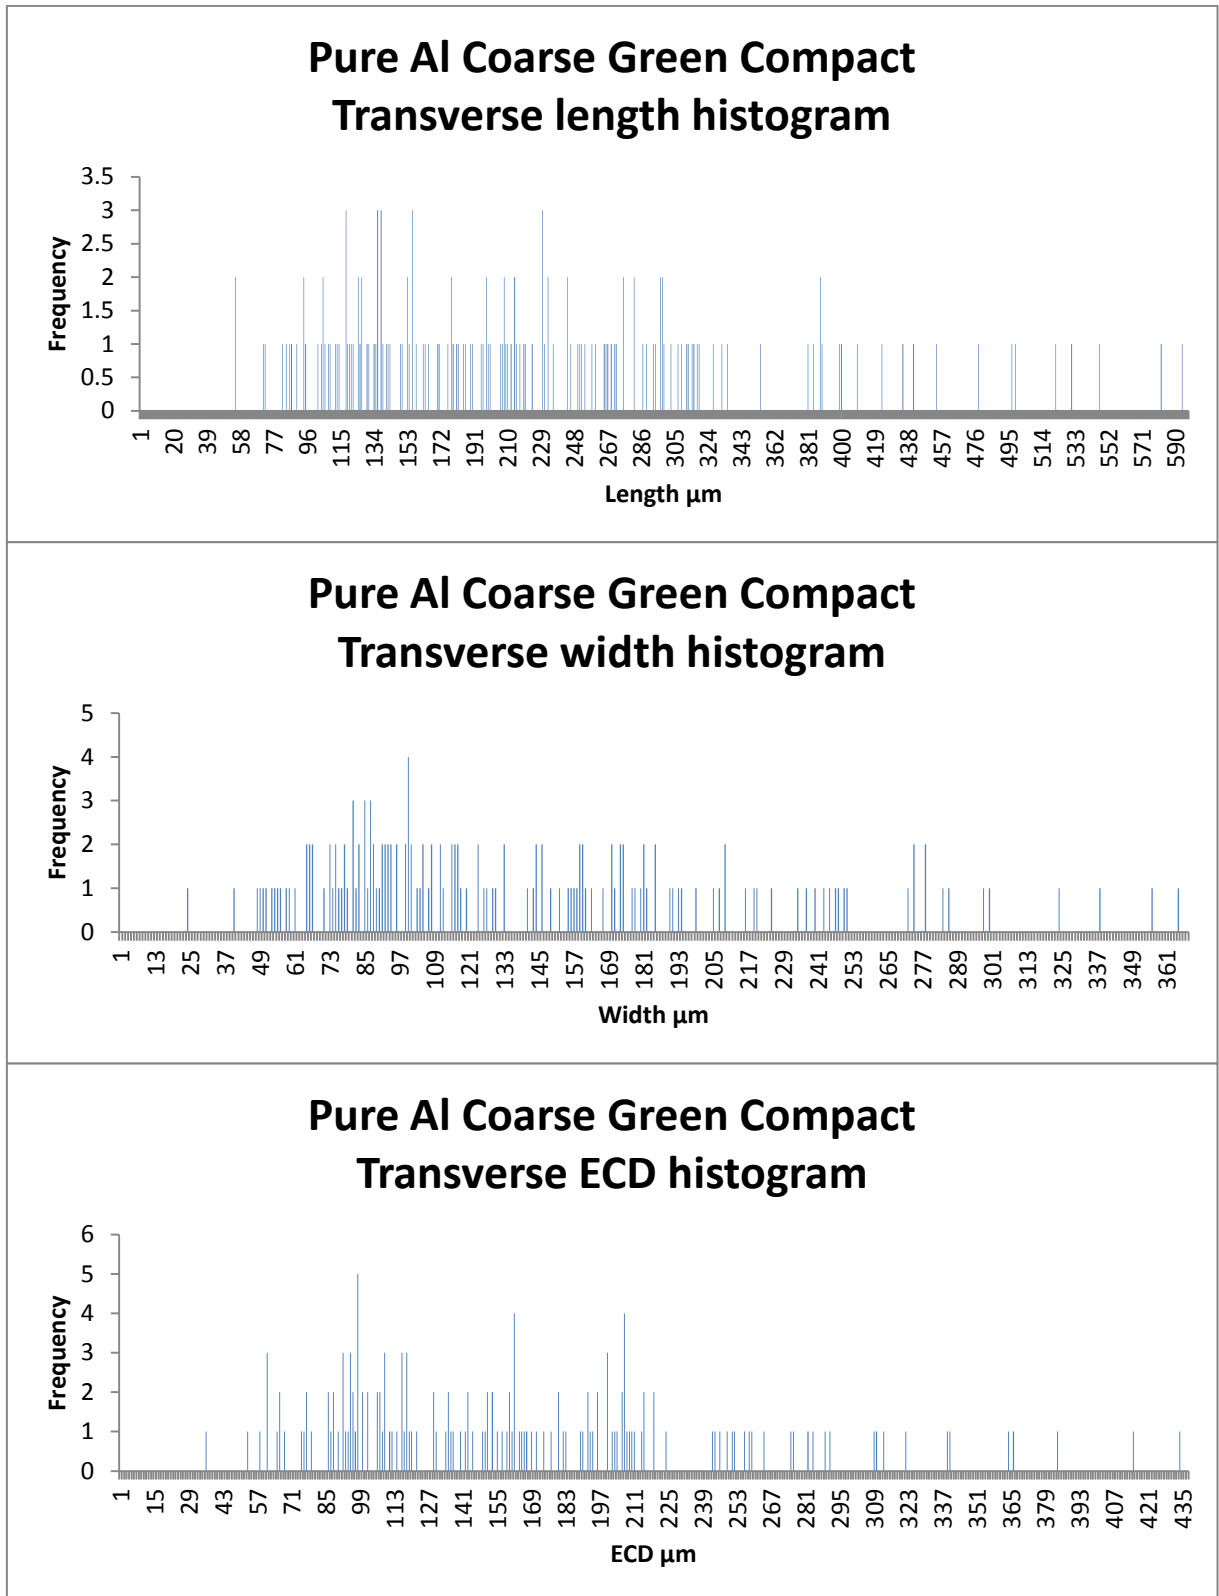 Pure Al Coarse Green Compact
Transverse length histogram
3.5
3
2.5
2
1.5
1
0.5
0
Frequency
1 20 39 58 77 96 115 134 153 172 191 210 229 248 267 286 305 324 343 362 381 400 419 438 457 476 495 514 533 552 571 590
Length µm
Pure Al Coarse Green Compact
Transverse width histogram
5
4
3
2
1
0
Frequency
1 13 25 37 49 61 73 85 97 109 121 133 145 157 169 181 193 205 217 229 241 253 265 277 289 301 313 325 337 349 361
Width µm
Pure Al Coarse Green Compact
Transverse ECD histogram
6
5
4
3
2
1
0
Frequency
1 15 29 43 57 71 85 99 113 127 141 155 169 183 197 211 225 239 253 267 281 295 309 323 337 351 365 379 393 407 421 435
ECD µm